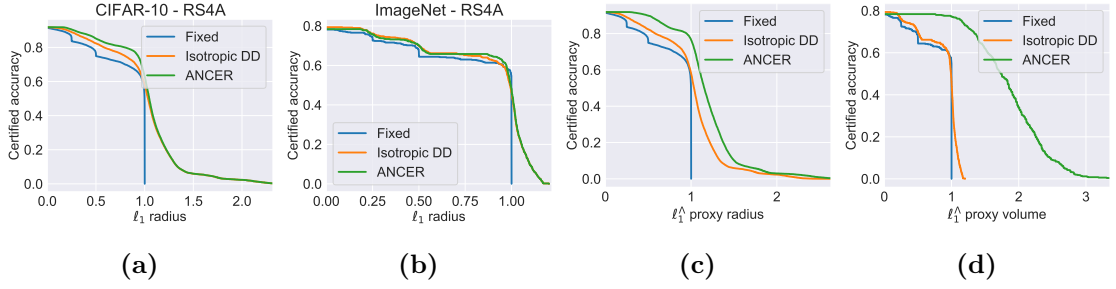 CIFAR-10 - RS4A
Certified accuracy
0.8
0.6
0.4
0.2
0.0
Fixed
Isotropic DD
ANCER
0.0 0.5 1.0 1.5 2.0
ℓ₁ radius
(a)
ImageNet - RS4A
Certified accuracy
0.8
0.6
0.4
0.2
0.0
Fixed
Isotropic DD
ANCER
0.00 0.25 0.50 0.75 1.00
ℓ₁ radius
(b)
Certified accuracy
0.8
0.6
0.4
0.2
0.0
Fixed
Isotropic DD
ANCER
0 1 2
ℓ₁^Λ proxy radius
(c)
Certified accuracy
0.8
0.6
0.4
0.2
0.0
Fixed
Isotropic DD
ANCER
0 1 2 3
ℓ₁^Λ proxy volume
(d)